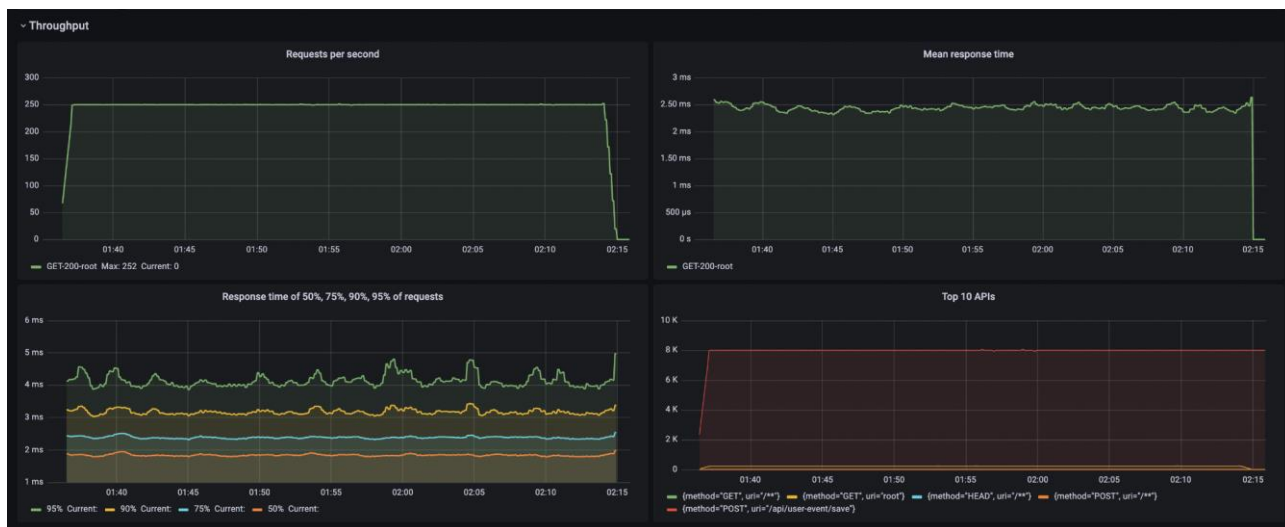 Throughput
Requests per second
300
250
200
150
100
50
0
01:40 01:45 01:50 01:55 02:00 02:05 02:10 02:15
GET-200-root Max: 252 Current: 0
Mean response time
3 ms
2.50 ms
2 ms
1.50 ms
1 ms
500 µs
0 s
01:40 01:45 01:50 01:55 02:00 02:05 02:10 02:15
GET-200-root
Response time of 50%, 75%, 90%, 95% of requests
6 ms
5 ms
4 ms
3 ms
2 ms
1 ms
01:40 01:45 01:50 01:55 02:00 02:05 02:10 02:15
95% Current: 90% Current: 75% Current: 50% Current:
Top 10 APIs
10 K
8 K
6 K
4 K
2 K
0
01:40 01:45 01:50 01:55 02:00 02:05 02:10 02:15
{method="GET", uri="/**"} {method="GET", uri="root"} {method="HEAD", uri="/**"} {method="POST", uri="/**"}
{method="POST", uri="/api/user-event/save"}